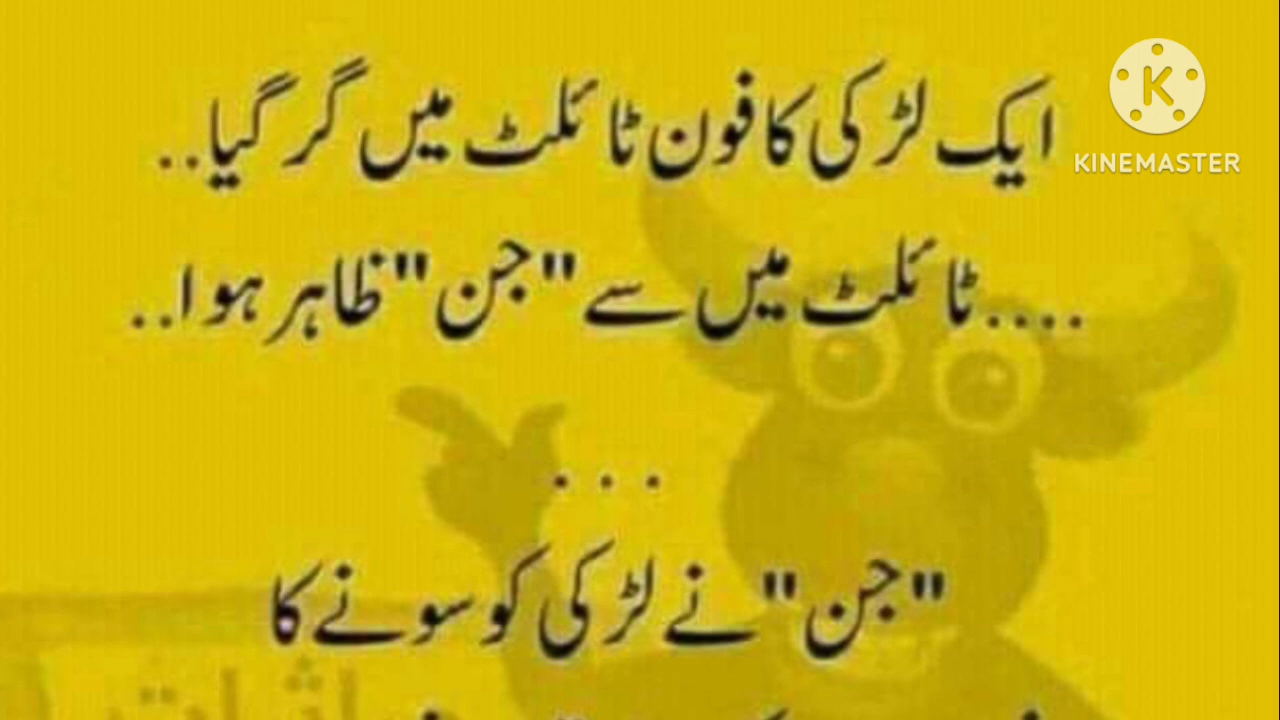 KINEMASTER
ایک لڑکی کا فون ٹائلٹ میں گر گیا..
....ٹائلٹ میں سے "جن" ظاہر ہوا..
....
"جن" نے لڑکی کو سونے کا